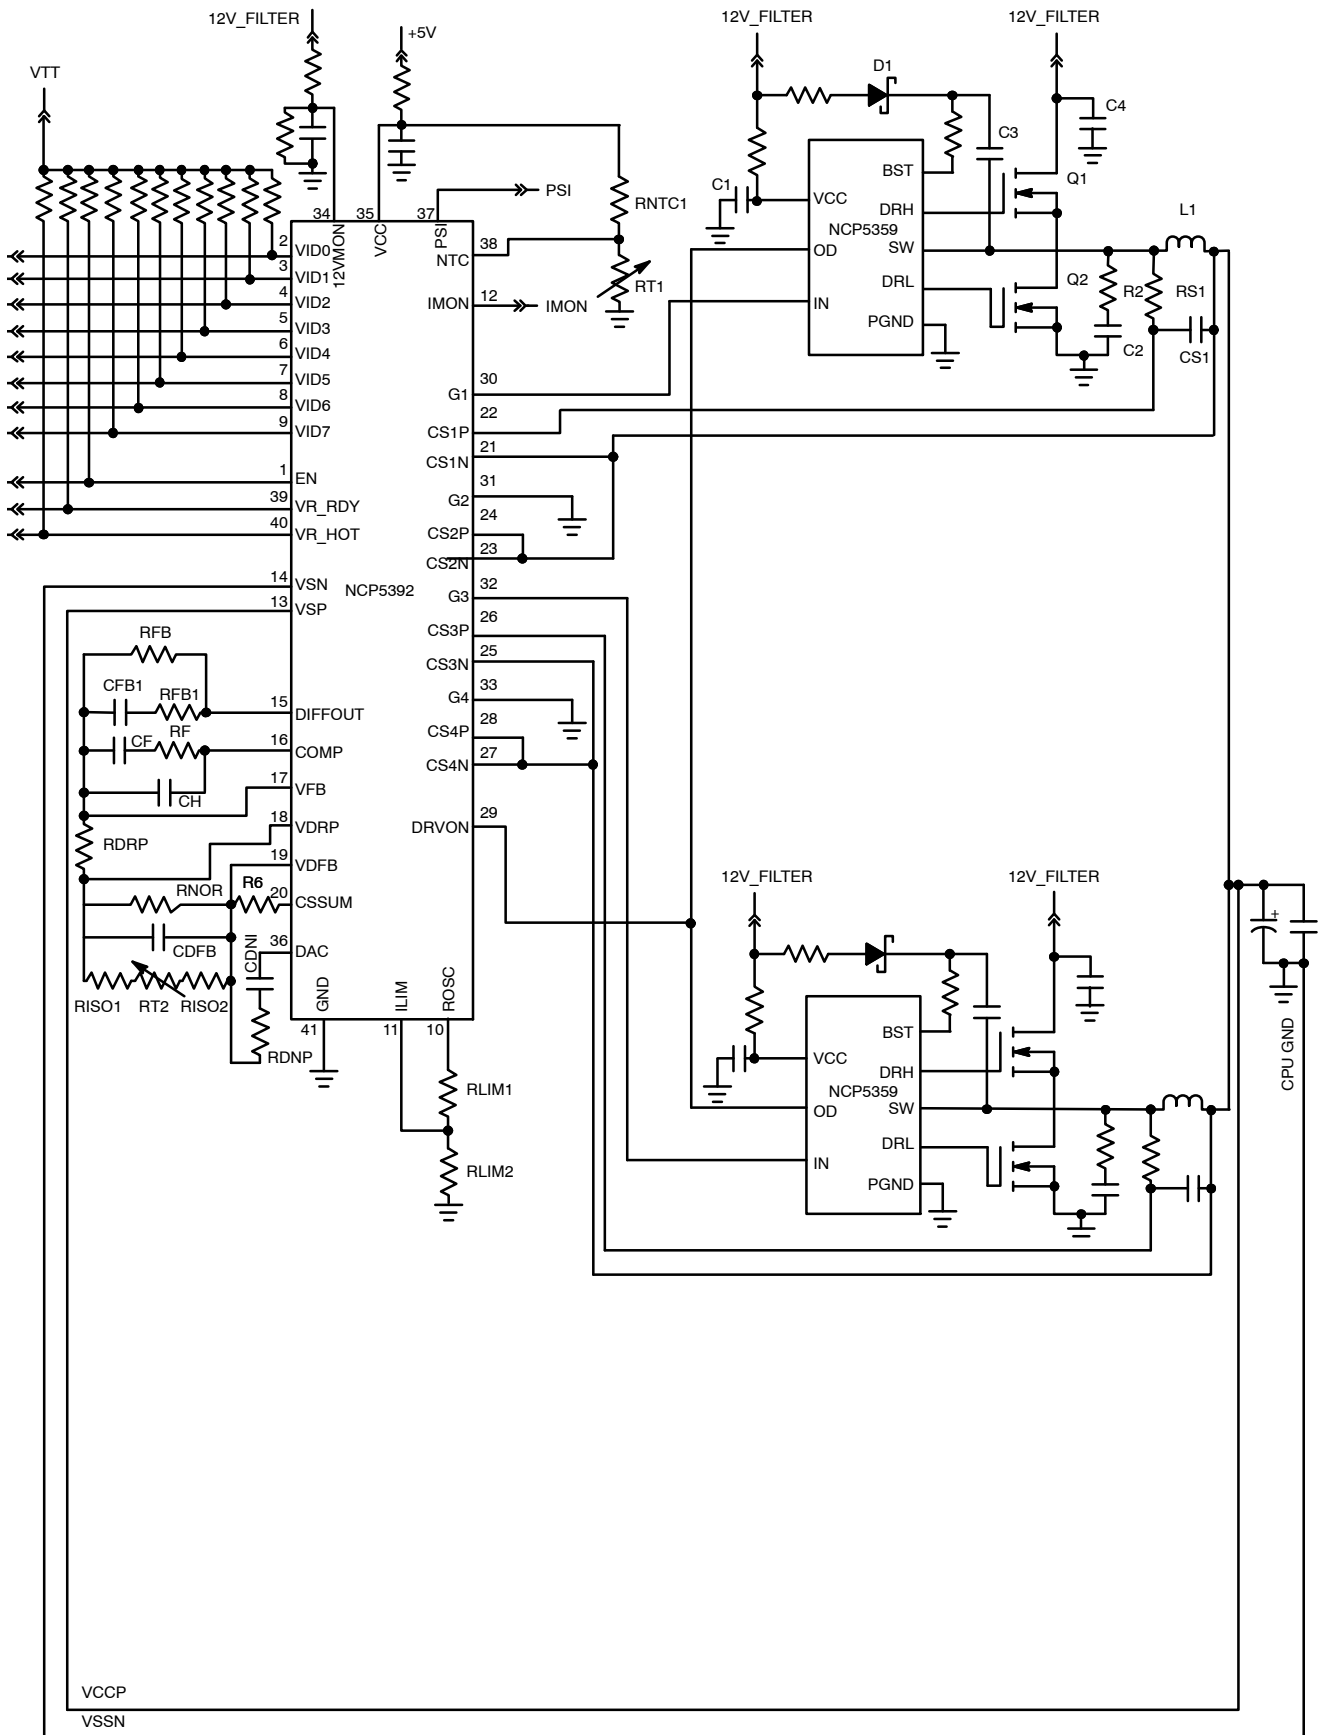 12V_FILTER
+5V
VTT
12V_FILTER
12V_FILTER
D1
C4
C3
C1
BST
VCC
DRH
NCP5359
OD
SW
DRL
IN
PGND
Q1
L1
Q2
R2
RS1
C2
CS1
PSI
RNTC1
RT1
IMON
34
35
37
12VMON
VCC
PSI
38
NTC
12
IMON
2
VID0
3
VID1
4
VID2
5
VID3
6
VID4
7
VID5
8
VID6
9
VID7
1
EN
39
VR_RDY
40
VR_HOT
14
VSN
13
VSP
NCP5392
30
G1
22
CS1P
21
CS1N
31
G2
24
CS2P
23
CS2N
32
G3
26
CS3P
25
CS3N
33
G4
28
CS4P
27
CS4N
29
DRVON
RFB
CFB1
RFB1
15
DIFFOUT
CF
RF
16
COMP
CH
17
VFB
18
VDRP
RDRP
19
VDFB
RNOR
R6
20
CSSUM
CDFB
CDNI
36
DAC
RISO1
RT2
RISO2
RDNP
GND
ILIM
ROSC
41
11
10
RLIM1
RLIM2
12V_FILTER
12V_FILTER
BST
VCC
DRH
NCP5359
OD
SW
DRL
IN
PGND
+
CPU GND
VCCP
VSSN